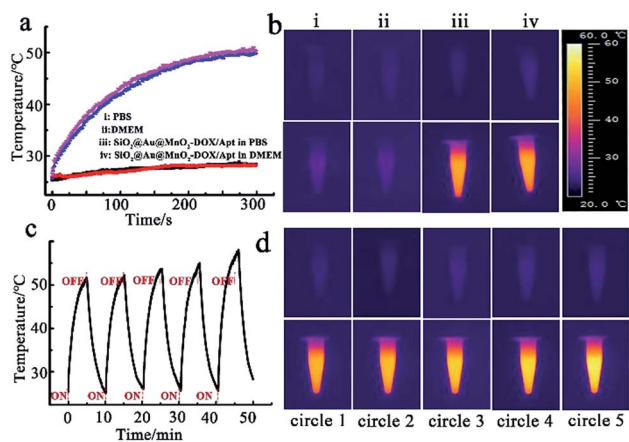 a
Temperature/°C
50
40
30
i: PBS
ii:DMEM
iii: SiO2@Au@MnO2-DOX/Apt in PBS
iv: SiO2@Au@MnO2-DOX/Apt in DMEM
0 100 200 300
Time/s
b
i ii iii iv
60.0 °C
60
50
40
30
20.0 °C
20
c
Temperature/°C
50
40
30
OFF OFF OFF OFF OFF
ON ON ON ON ON
0 10 20 30 40 50
Time/min
d
circle 1 circle 2 circle 3 circle 4 circle 5